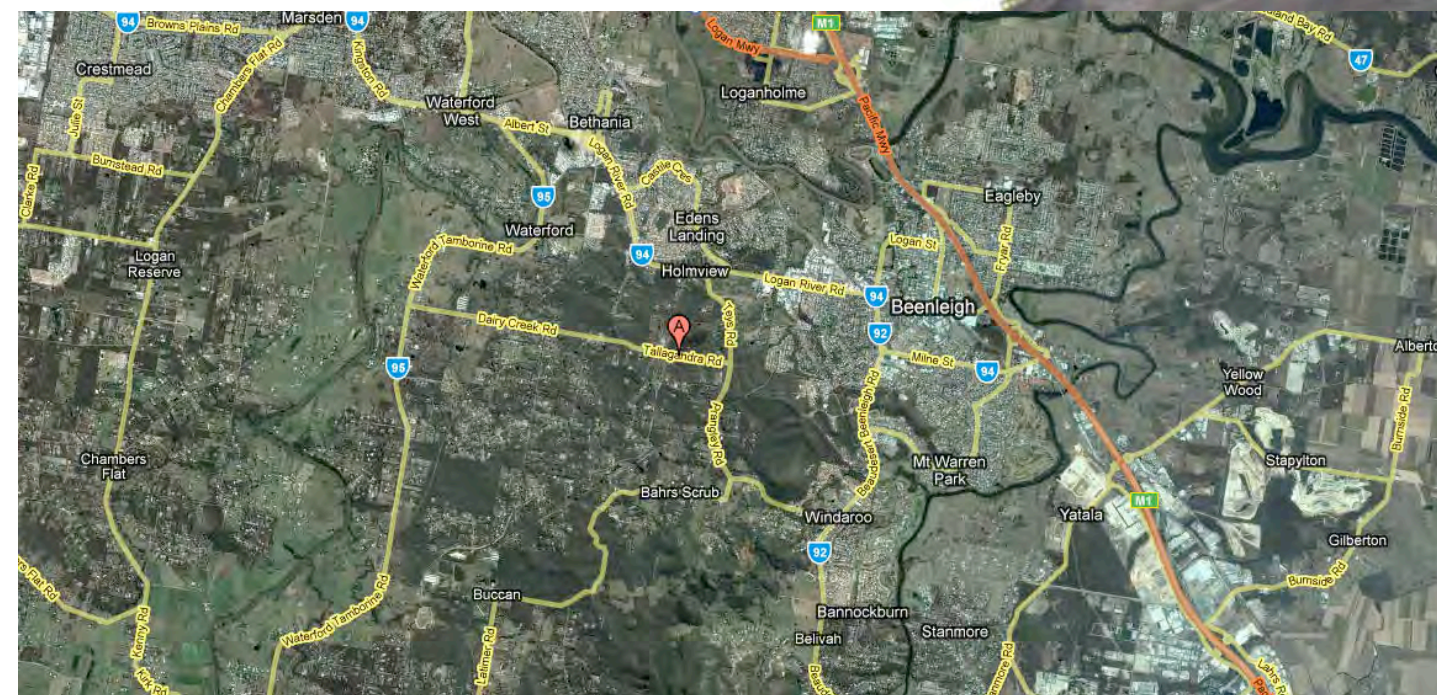 94
Browns Plains Rd
Marsden
94
Kingston Rd
Chambers Flat Rd
Crestmead
Julie St
Waterford
West
Albert St
Bethania
Logan Mwy
M1
Loganholme
Pacific Mwy
47
Bumstead Rd
Clarke Rd
Logan
Reserve
95
Waterford
Waterford Tamborine Rd
Logan River Rd
Castile Cres
Edens
Landing
94
Holmview
Logan River Rd
Eagleby
Logan St
Fryar Rd
94
Beenleigh
92
Milne St
94
Dairy Creek Rd
A
Tallagandra Rd
Keys Rd
95
Prangley Rd
Beaudesert Beenleigh Rd
Mt Warren
Park
Yellow
Wood
Burnside Rd
Stapylton
Chambers
Flat
Bahrs Scrub
Windaroo
Yatala
M1
Gilberton
Burnside Rd
92
Buccan
Bannockburn
Belivah
Stanmore
Kenny Rd
Kirk Rd
Waterford Tamborine Rd
Latimer Rd